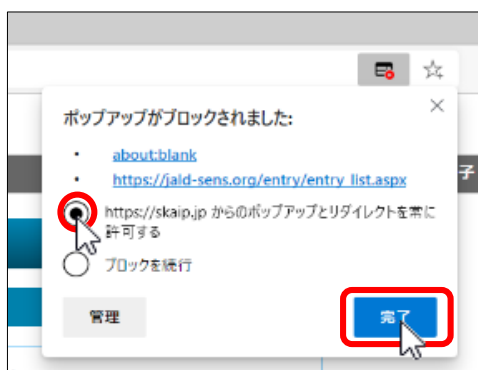 ポップアップがブロックされました:
about:blank
https://jald-sens.org/entry/entry_list.aspx
子
https://skaip.jp からのポップアップとリダイレクトを常に
許可する
ブロックを続行
管理
完了